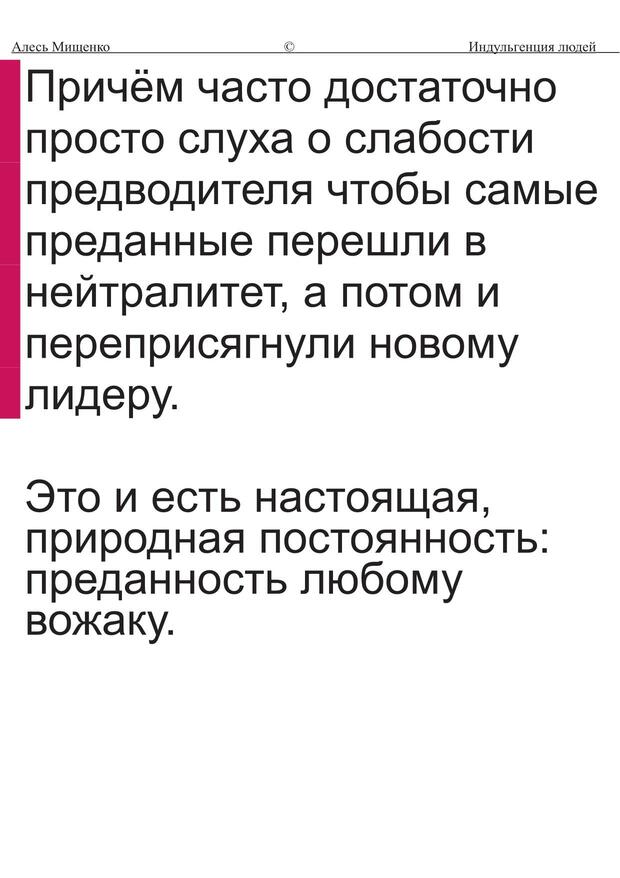 Алесь Мищенко © Индульгенция людей
Причём часто достаточно
просто слуха о слабости
предводителя чтобы самые
преданные перешли в
нейтралитет, а потом и
переприсягнули новому
лидеру.
Это и есть настоящая,
природная постоянность:
преданность любому
вожаку.